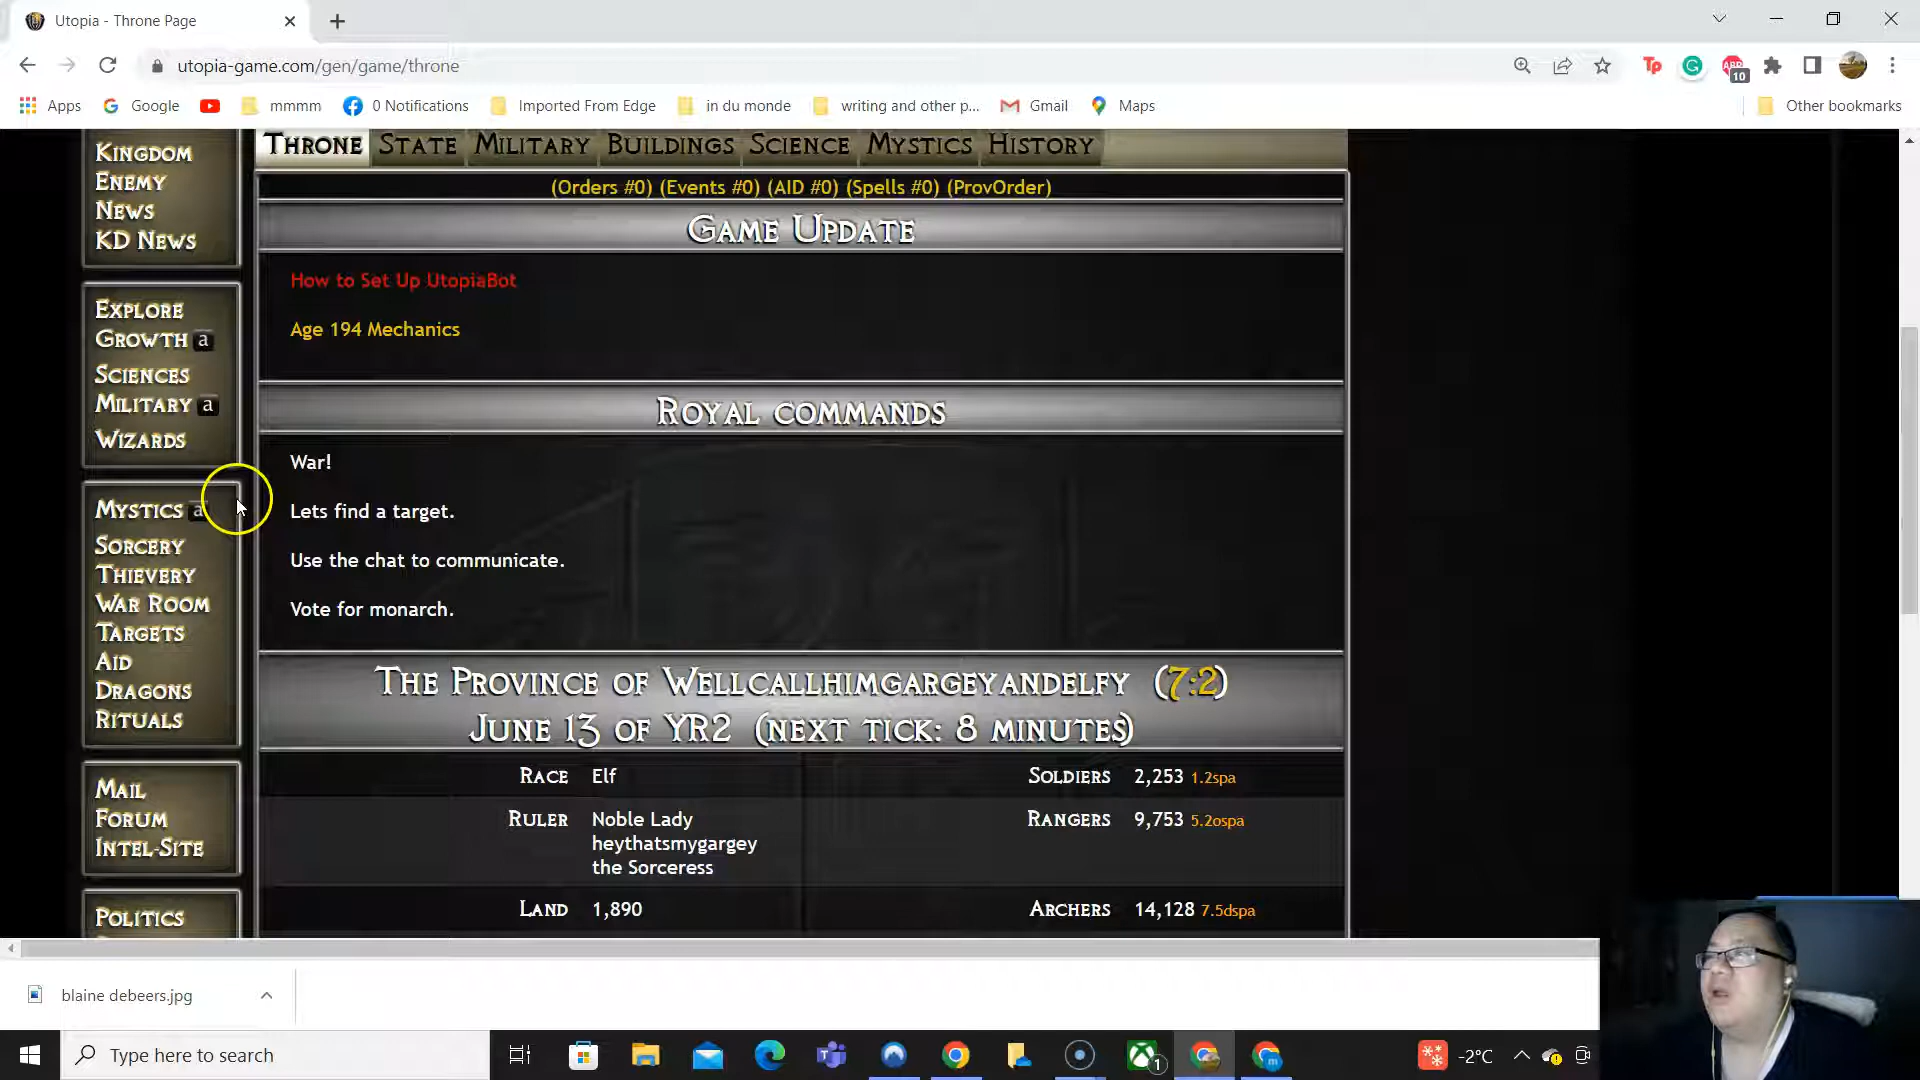 Utopia - Throne Page
utopia-game.com/gen/game/throne
10
Apps
Google
mmmm
0 Notifications
Imported From Edge
in du monde
writing and other p...
Gmail
Maps
Other bookmarks
Kingdom
Enemy
News
KD News
Explore
Growth a
Sciences
Military a
Wizards
Mystics a
Sorcery
Thievery
War Room
Targets
Aid
Dragons
Rituals
Mail
Forum
Intel-Site
Politics
Throne State Military Buildings Science Mystics History
(Orders #0) (Events #0) (AID #0) (Spells #0) (ProvOrder)
Game Update
How to Set Up UtopiaBot
Age 194 Mechanics
Royal commands
War!
Lets find a target.
Use the chat to communicate.
Vote for monarch.
The Province of Wellcallhimgargeyandelfy (7:2)
June 13 of YR2 (next tick: 8 minutes)
Race Elf
Soldiers 2,253 1.2spa
Ruler Noble Lady
heythatsmygargey
the Sorceress
Rangers 9,753 5.2ospa
Land 1,890
Archers 14,128 7.5dspa
blaine debeers.jpg
Type here to search
1
-2°C